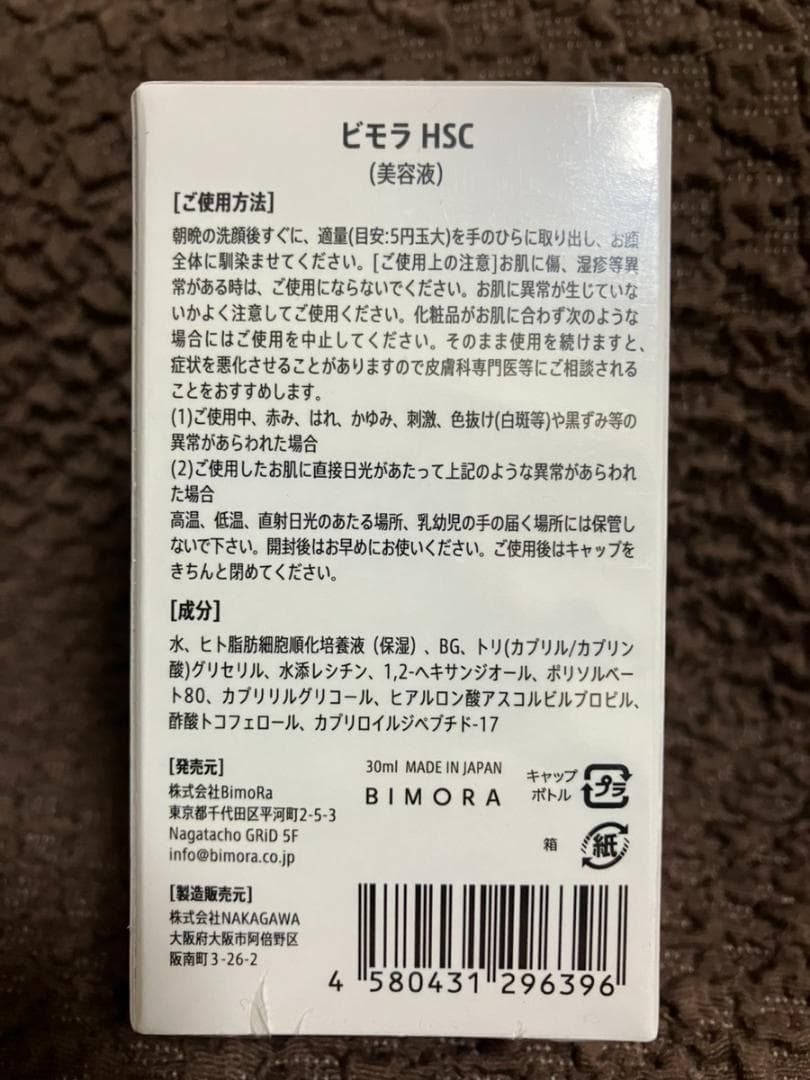 ビモラ HSC
(美容液)
[ご使用方法]
朝晩の洗顔後すぐに、適量(目安:5円玉大)を手のひらに取り出し、お顔
全体に馴染ませてください。[ご使用上の注意]お肌に傷、湿疹等異
常がある時は、ご使用にならないでください。お肌に異常が生じていな
いかよく注意してご使用ください。化粧品がお肌に合わず次のような
場合にはご使用を中止してください。そのまま使用を続けますと、
症状を悪化させることがありますので皮膚科専門医等にご相談される
ことをおすすめします。
(1)ご使用中、赤み、はれ、かゆみ、刺激、色抜け(白斑等)や黒ずみ等の
異常があらわれた場合
(2)ご使用したお肌に直接日光があたって上記のような異常があらわれ
た場合
高温、低温、直射日光のあたる場所、乳幼児の手の届く場所には保管し
ないで下さい。開封後はお早めにお使いください。ご使用後はキャップを
きちんと閉めてください。
[成分]
水、ヒト脂肪細胞順化培養液（保湿）、BG、トリ(カプリル/カプリン
酸)グリセリル、水添レシチン、1,2-ヘキサンジオール、ポリソルベー
ト80、カプリリルグリコール、ヒアルロン酸アスコルビルプロピル、
酢酸トコフェロール、カプロイルジペプチド-17
[発売元]
株式会社BimoRa
東京都千代田区平河町2-5-3
Nagatacho GRiD 5F
info@bimora.co.jp
30ml MADE IN JAPAN
BIMORA
キャップ
ボトル
プラ
箱
紙
[製造販売元]
株式会社NAKAGAWA
大阪府大阪市阿倍野区
阪南町3-26-2
4 580431 296396